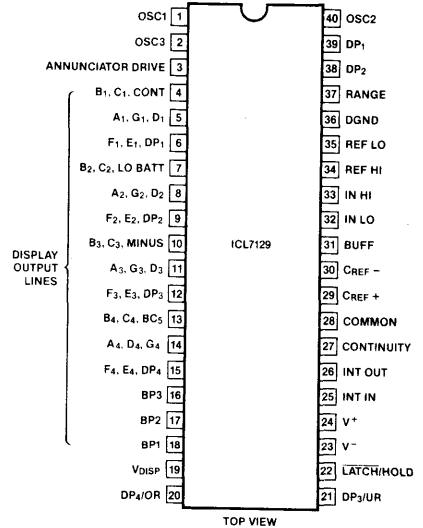 OSC1 1
OSC3 2
ANNUNCIATOR DRIVE 3
B1, C1, CONT 4
A1, G1, D1 5
F1, E1, DP1 6
B2, C2, LO BATT 7
A2, G2, D2 8
F2, E2, DP2 9
B3, C3, MINUS 10
A3, G3, D3 11
F3, E3, DP3 12
B4, C4, BC5 13
A4, D4, G4 14
F4, E4, DP4 15
BP3 16
BP2 17
BP1 18
VDISP 19
DP4/OR 20
DISPLAY
OUTPUT
LINES
ICL7129
40 OSC2
39 DP1
38 DP2
37 RANGE
36 DGND
35 REF LO
34 REF HI
33 IN HI
32 IN LO
31 BUFF
30 CREF −
29 CREF +
28 COMMON
27 CONTINUITY
26 INT OUT
25 INT IN
24 V+
23 V−
22 LATCH/HOLD
21 DP3/UR
TOP VIEW